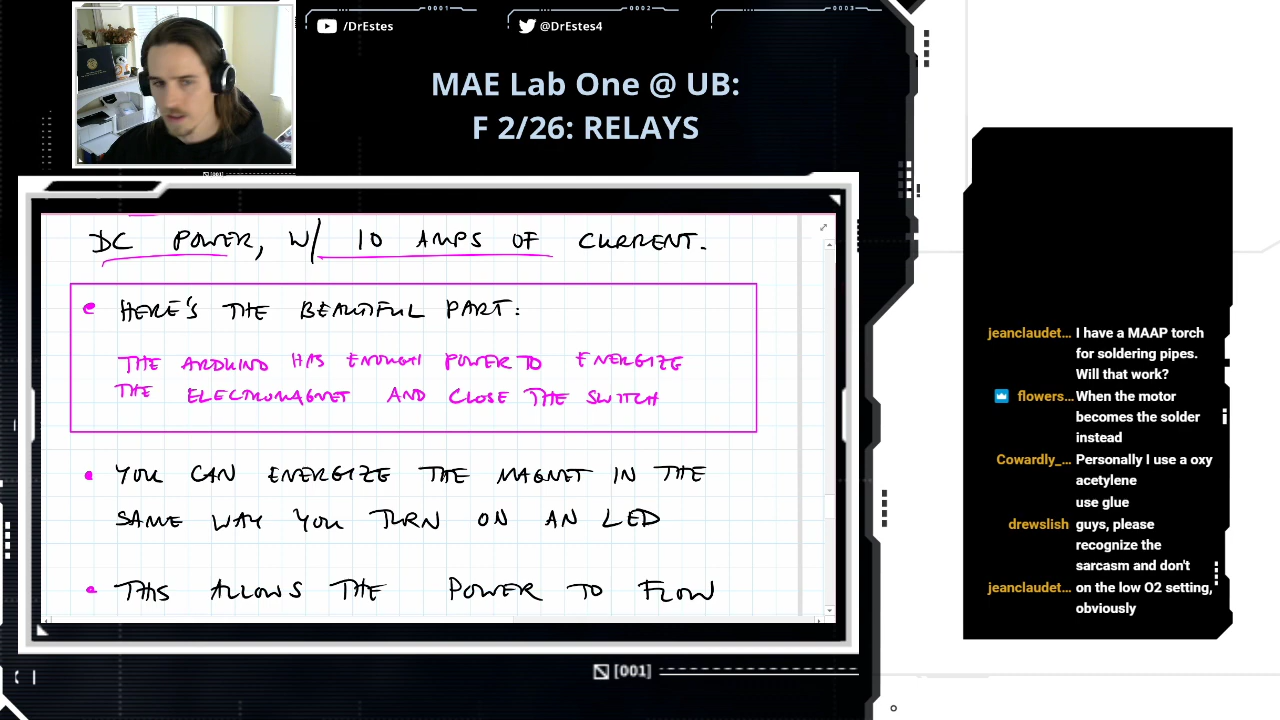 0001
0002
0003
/DrEstes
@DrEstes4
MAE Lab One @ UB:
F 2/26: RELAYS
[001]
DC POWER, W/ 10 AMPS OF CURRENT.
HERE'S THE BEAUTIFUL PART:
THE ARDUINO HAS ENOUGH POWER TO ENERGIZE
THE ELECTROMAGNET AND CLOSE THE SWITCH
YOU CAN ENERGIZE THE MAGNET IN THE
SAME WAY YOU TURN ON AN LED
THIS ALLOWS THE POWER TO FLOW
[001]
jeanclaudet... I have a MAAP torch
for soldering pipes.
Will that work?
flowers... When the motor
becomes the solder
instead
Cowardly_... Personally I use a oxy
acetylene
use glue
drewslish guys, please
recognize the
sarcasm and don't
jeanclaudet... on the low O2 setting,
obviously